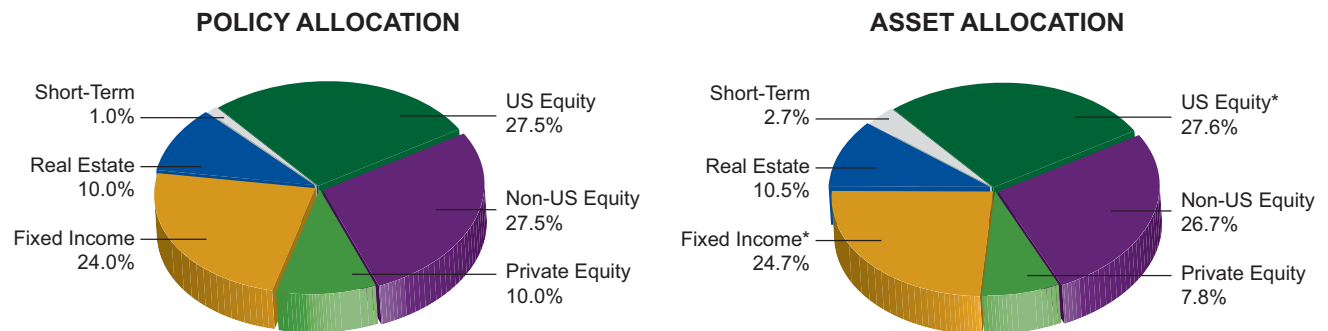 POLICY ALLOCATION
Short-Term
1.0%
US Equity
27.5%
Real Estate
10.0%
Non-US Equity
27.5%
Fixed Income
24.0%
Private Equity
10.0%
ASSET ALLOCATION
Short-Term
2.7%
US Equity*
27.6%
Real Estate
10.5%
Non-US Equity
26.7%
Fixed Income*
24.7%
Private Equity
7.8%